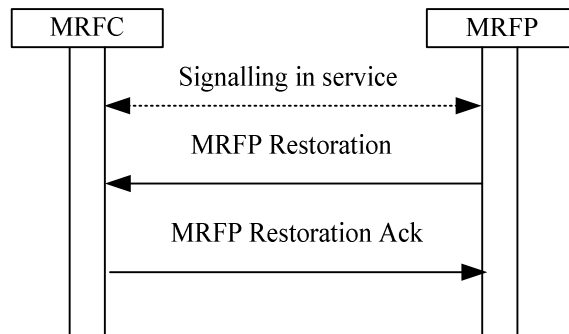 MRFC
MRFP
Signalling in service
MRFP Restoration
MRFP Restoration Ack